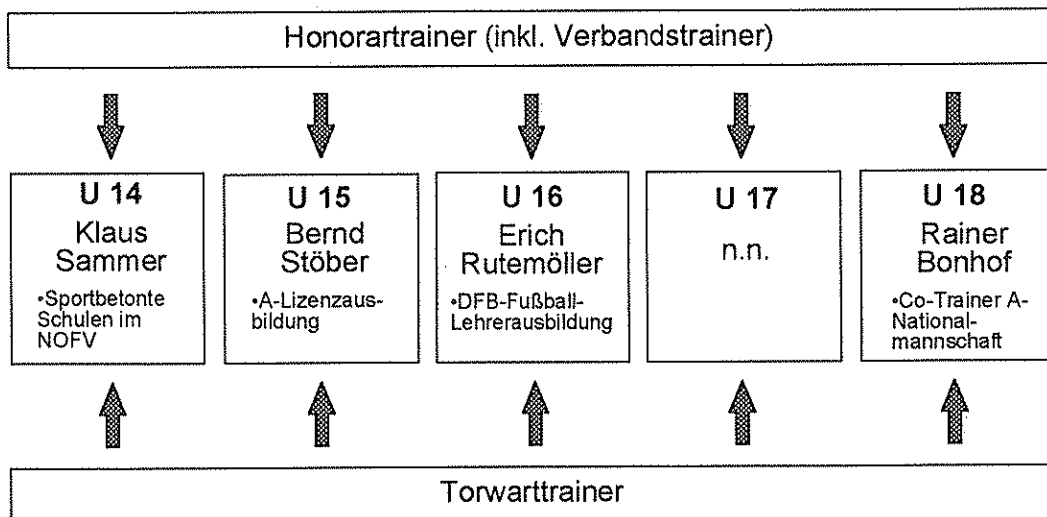 Honorartrainer (inkl. Verbandstrainer)
U 14
Klaus
Sammer
•Sportbetonte
Schulen im
NOFV
U 15
Bernd
Stöber
•A-Lizenzaus-
bildung
U 16
Erich
Rutemöller
•DFB-Fußball-
Lehrerausbildung
U 17
n.n.
U 18
Rainer
Bonhof
•Co-Trainer A-
National-
mannschaft
Torwarttrainer